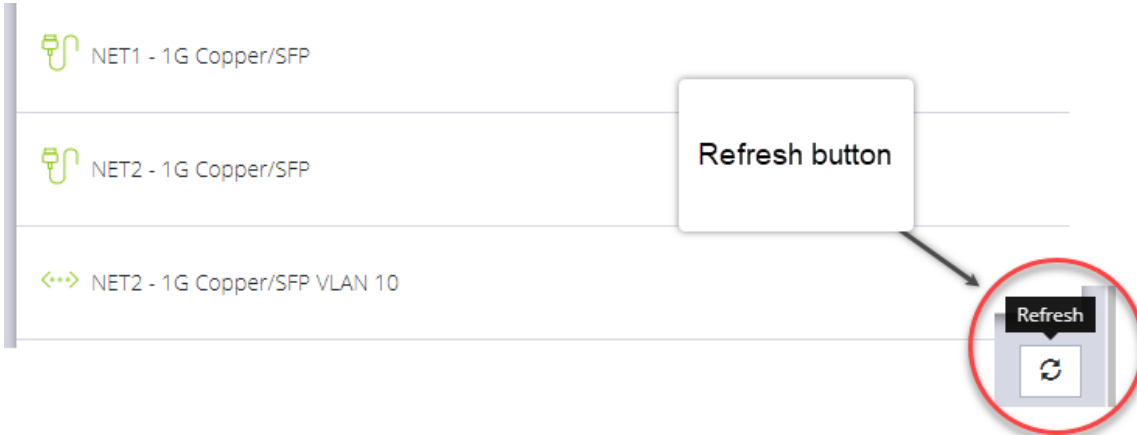 NET1 - 1G Copper/SFP
Refresh button
NET2 - 1G Copper/SFP
NET2 - 1G Copper/SFP VLAN 10
Refresh